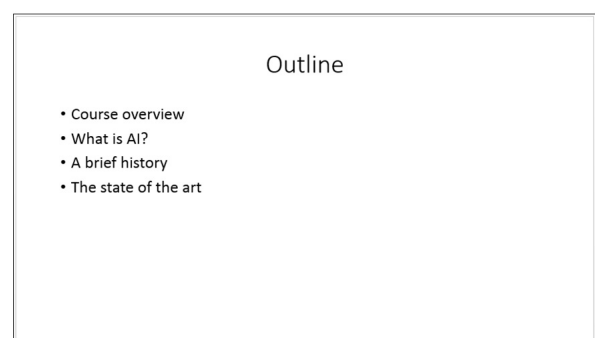 Outline
• Course overview
• What is AI?
• A brief history
• The state of the art